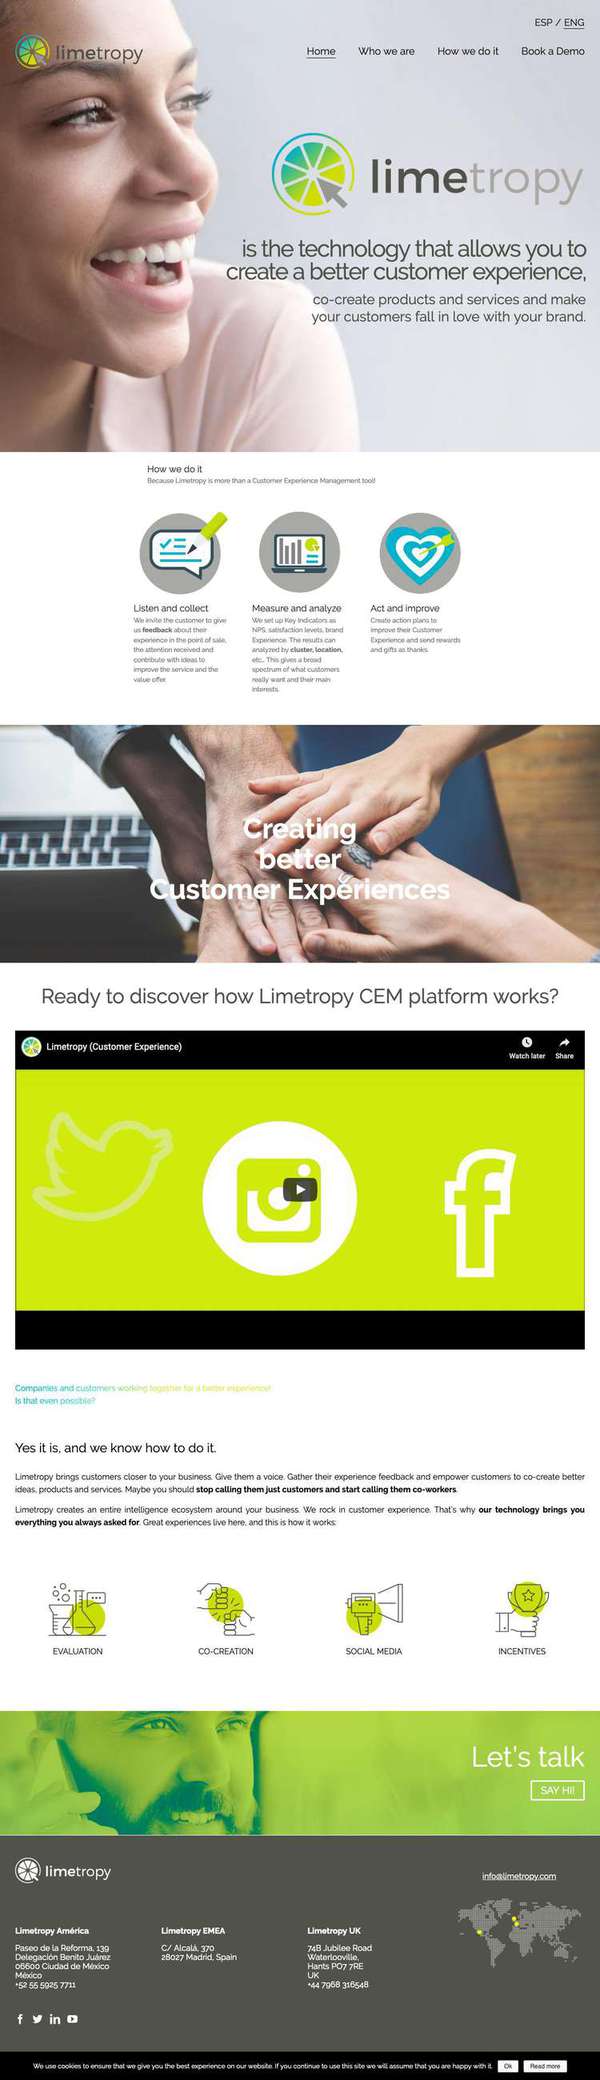 ESP / ENG
limetropy
Home Who we are How we do it Book a Demo
limetropy
is the technology that allows you to
create a better customer experience,
co-create products and services and make
your customers fall in love with your brand.
How we do it
Because Limetropy is more than a Customer Experience Management tool!
Listen and collect
We invite the customer to give
us feedback about their
experience in the point of sale,
the attention received and
contribute with ideas to
improve the service and the
value offer.
Measure and analyze
We set up Key Indicators as
NPS, satisfaction levels, brand
Experience. The results can
analyzed by cluster, location,
etc.. This gives a broad
spectrum of what customers
really want and their main
interests.
Act and improve
Create action plans to
improve their Customer
Experience and send rewards
and gifts as thanks.
Creating
better
Customer Experiences
Ready to discover how Limetropy CEM platform works?
Limetropy (Customer Experience)
Watch later Share
Companies and customers working together for a better experience!
Is that even possible?
Yes it is, and we know how to do it.
Limetropy brings customers closer to your business. Give them a voice. Gather their experience feedback and empower customers to co-create better
ideas, products and services. Maybe you should stop calling them just customers and start calling them co-workers.
Limetropy creates an entire intelligence ecosystem around your business. We rock in customer experience. That's why our technology brings you
everything you always asked for. Great experiences live here, and this is how it works:
EVALUATION
CO-CREATION
SOCIAL MEDIA
INCENTIVES
Let's talk
SAY HI!
limetropy
info@limetropy.com
Limetropy América
Paseo de la Reforma, 139
Delegación Benito Juárez
06600 Ciudad de México
México
+52 55 5925 7711
Limetropy EMEA
C/ Alcalá, 370
28027 Madrid, Spain
Limetropy UK
74B Jubilee Road
Waterlooville,
Hants PO7 7RE
UK
+44 7968 316548
We use cookies to ensure that we give you the best experience on our website. If you continue to use this site we will assume that you are happy with it. Ok Read more